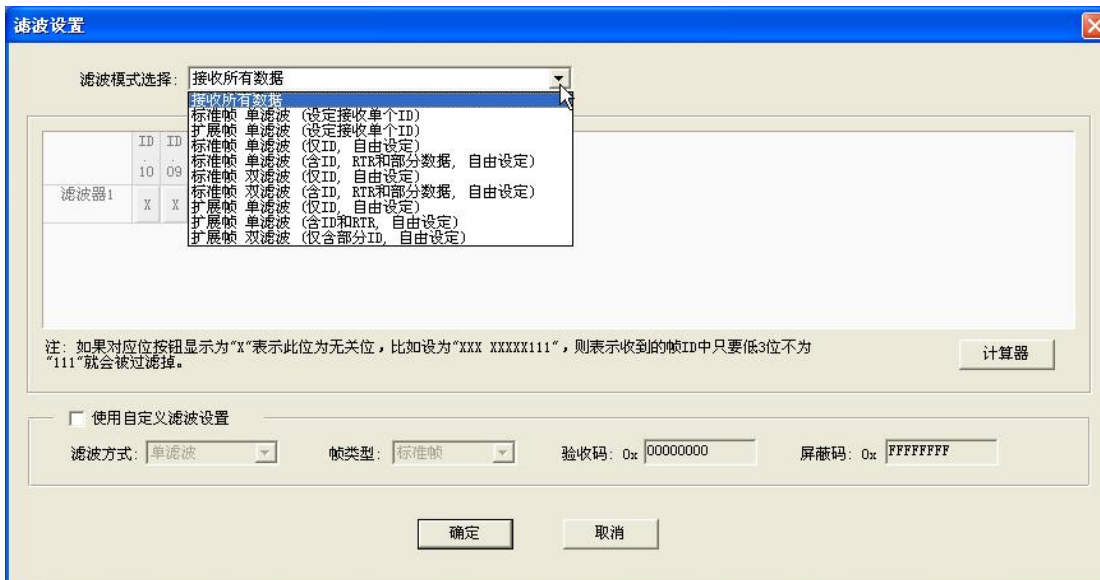 滤波设置
滤波模式选择: 接收所有数据
接收所有数据
标准帧 单滤波 (设定接收单个ID)
扩展帧 单滤波 (设定接收单个ID)
标准帧 单滤波 (仅ID, 自由设定)
标准帧 单滤波 (含ID, RTR和部分数据, 自由设定)
标准帧 双滤波 (仅ID, 自由设定)
标准帧 双滤波 (含ID, RTR和部分数据, 自由设定)
扩展帧 单滤波 (仅ID, 自由设定)
扩展帧 单滤波 (含ID和RTR, 自由设定)
扩展帧 双滤波 (仅含部分ID, 自由设定)
ID ID
. .
10 09
滤波器1 X X
注: 如果对应位按钮显示为"X"表示此位为无关位，比如设为"XXX XXXXX111"，则表示收到的帧ID中只要低3位不为
"111"就会被过滤掉。
计算器
使用自定义滤波设置
滤波方式: 单滤波 帧类型: 标准帧 验收码: 0x 00000000 屏蔽码: 0x FFFFFFFF
确定 取消